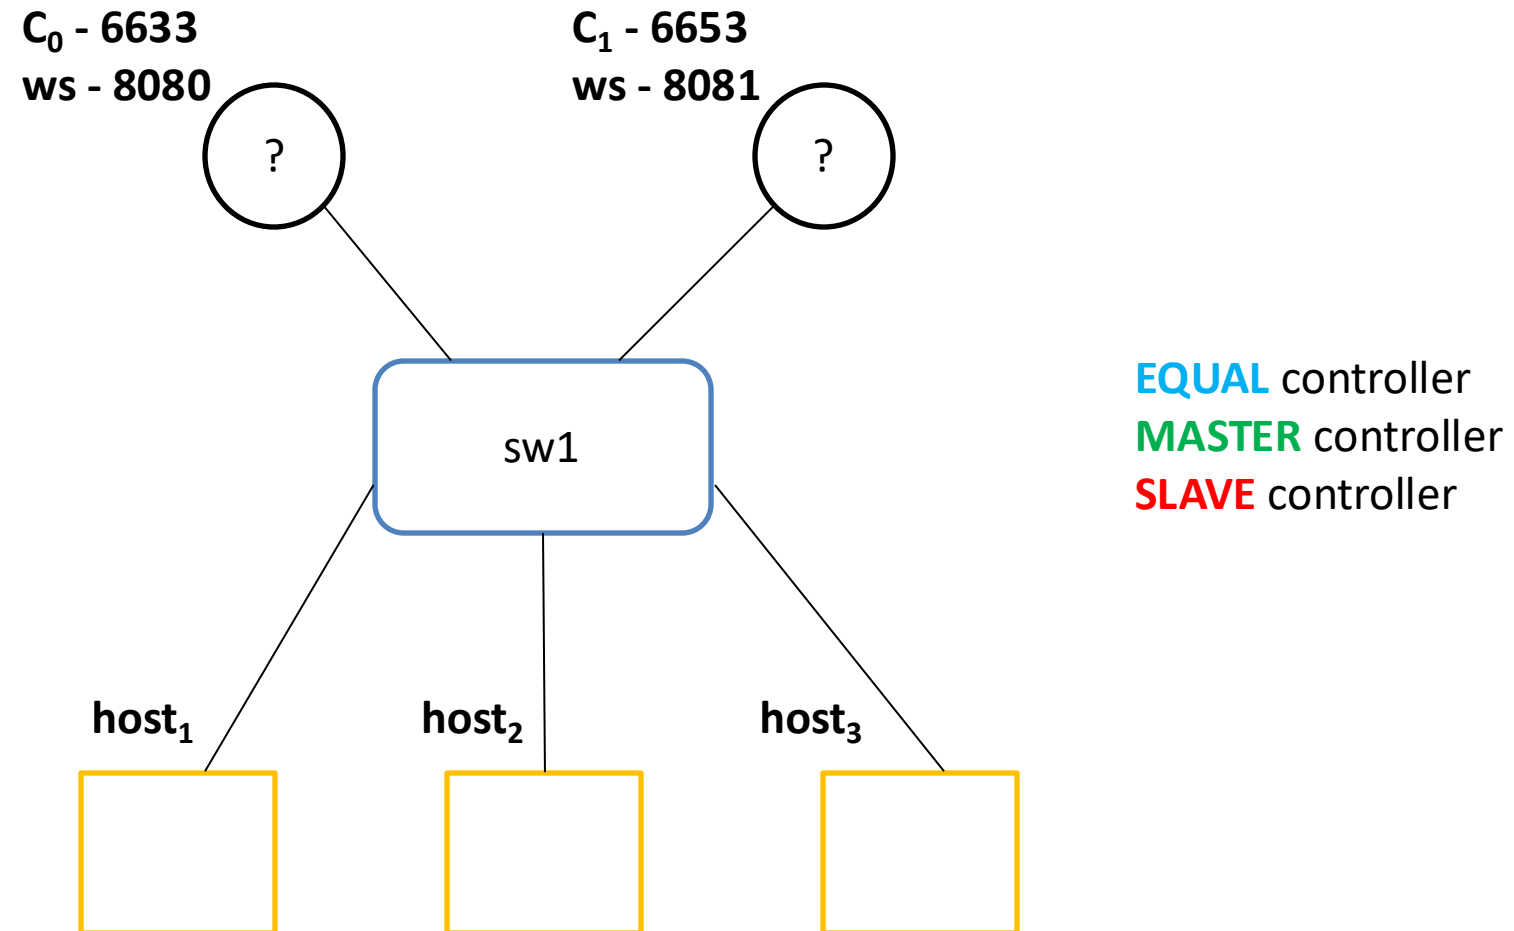 C₀ - 6633
ws - 8080
C₁ - 6653
ws - 8081
?
?
EQUAL controller
MASTER controller
SLAVE controller
sw1
host₁
host₂
host₃